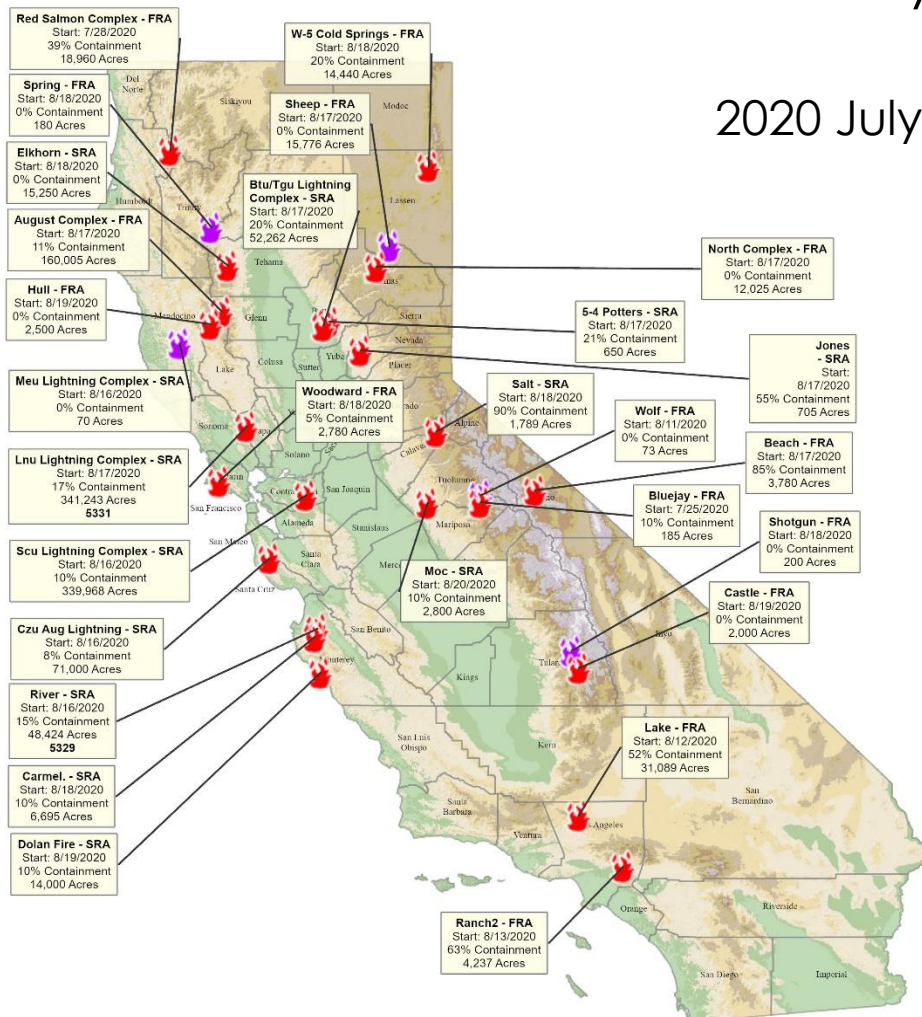 2020 July
Red Salmon Complex - FRA
Start: 7/28/2020
39% Containment
18,960 Acres
W-5 Cold Springs - FRA
Start: 8/18/2020
20% Containment
14,440 Acres
Spring - FRA
Start: 8/18/2020
0% Containment
180 Acres
Sheep - FRA
Start: 8/17/2020
0% Containment
15,776 Acres
Elkhorn - SRA
Start: 8/18/2020
0% Containment
15,250 Acres
Btu/Tgu Lightning
Complex - SRA
Start: 8/17/2020
20% Containment
52,262 Acres
August Complex - FRA
Start: 8/17/2020
11% Containment
160,005 Acres
North Complex - FRA
Start: 8/17/2020
0% Containment
12,025 Acres
Hull - FRA
Start: 8/19/2020
0% Containment
2,500 Acres
5-4 Potters - SRA
Start: 8/17/2020
21% Containment
650 Acres
Jones
- SRA
Start:
8/17/2020
55% Containment
705 Acres
Meu Lightning Complex - SRA
Start: 8/16/2020
0% Containment
70 Acres
Woodward - FRA
Start: 8/18/2020
5% Containment
2,780 Acres
Salt - SRA
Start: 8/18/2020
90% Containment
1,789 Acres
Wolf - FRA
Start: 8/11/2020
0% Containment
73 Acres
Beach - FRA
Start: 8/17/2020
85% Containment
3,780 Acres
Lnu Lightning Complex - SRA
Start: 8/17/2020
17% Containment
341,243 Acres
5331
Bluejay - FRA
Start: 7/25/2020
10% Containment
185 Acres
Shotgun - FRA
Start: 8/18/2020
0% Containment
200 Acres
Scu Lightning Complex - SRA
Start: 8/16/2020
10% Containment
339,968 Acres
Moc - SRA
Start: 8/20/2020
10% Containment
2,800 Acres
Castle - FRA
Start: 8/19/2020
0% Containment
2,000 Acres
Czu Aug Lightning - SRA
Start: 8/16/2020
8% Containment
71,000 Acres
River - SRA
Start: 8/16/2020
15% Containment
48,424 Acres
5329
Lake - FRA
Start: 8/12/2020
52% Containment
31,089 Acres
Carmel. - SRA
Start: 8/18/2020
10% Containment
6,695 Acres
Dolan Fire - SRA
Start: 8/19/2020
10% Containment
14,000 Acres
Ranch2 - FRA
Start: 8/13/2020
63% Containment
4,237 Acres
Del
Norte
Siskiyou
Modoc
Humboldt
Trinity
Lassen
Tehama
Glenn
Mendocino
Lake
Colusa
Sutter
Yuba
Sierra
Nevada
Placer
Sonoma
Solano
Alpine
San Francisco
San Joaquin
Alameda
Stanislaus
Mariposa
San Mateo
Santa
Clara
Santa Cruz
San Benito
Kings
San Luis
Obispo
Kern
Santa
Barbara
Ventura
San
Bernardino
Orange
Riverside
San Diego
Imperial